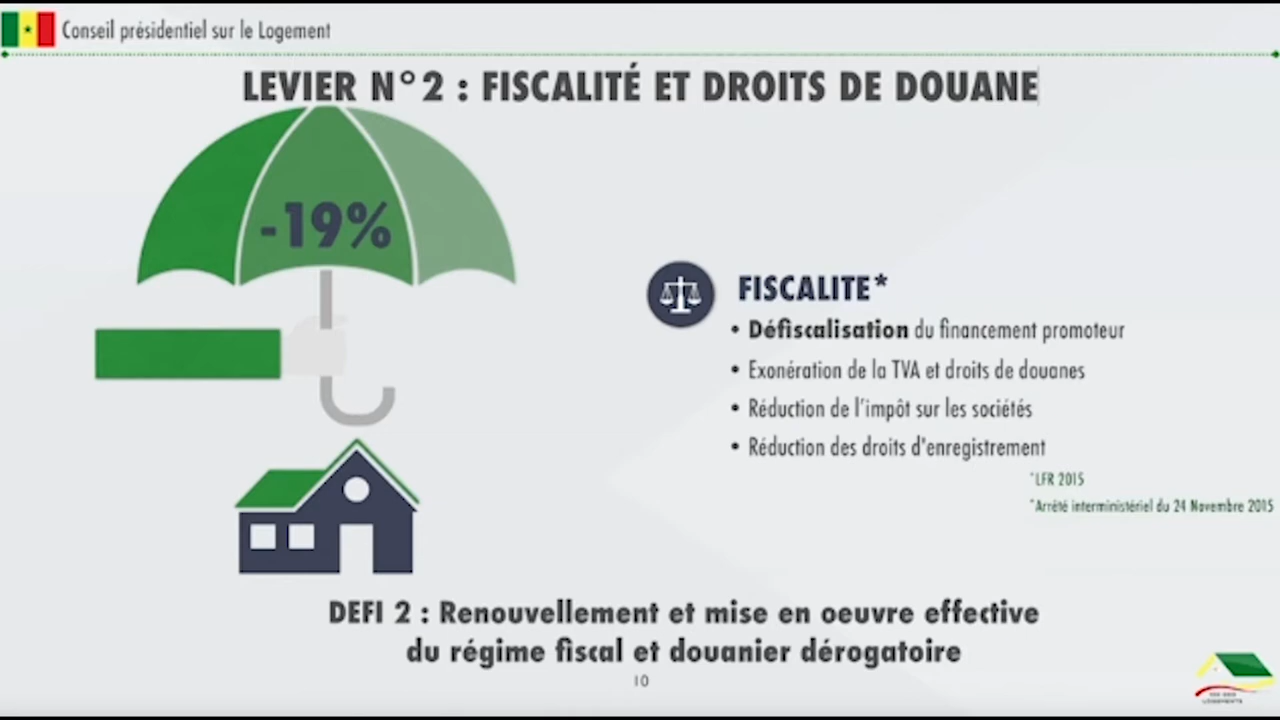 Conseil présidentiel sur le Logement
LEVIER N°2 : FISCALITÉ ET DROITS DE DOUANE
-19%
FISCALITE*
• Défiscalisation du financement promoteur
• Exonération de la TVA et droits de douanes
• Réduction de l'impôt sur les sociétés
• Réduction des droits d'enregistrement
*LFR 2015
*Arrêté interministériel du 24 Novembre 2015
DEFI 2 : Renouvellement et mise en oeuvre effective
du régime fiscal et douanier dérogatoire
10
LOGEMENTS